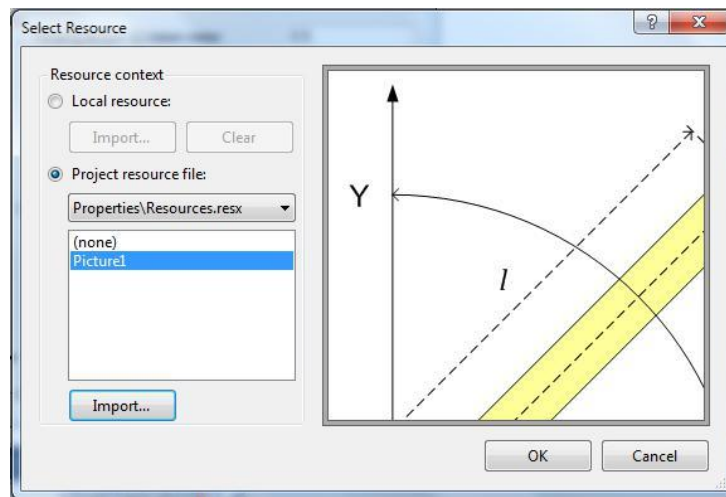 Select Resource
Resource context
Local resource:
Import...
Clear
Project resource file:
Properties\Resources.resx
(none)
Picture1
Import...
Y
l
OK
Cancel